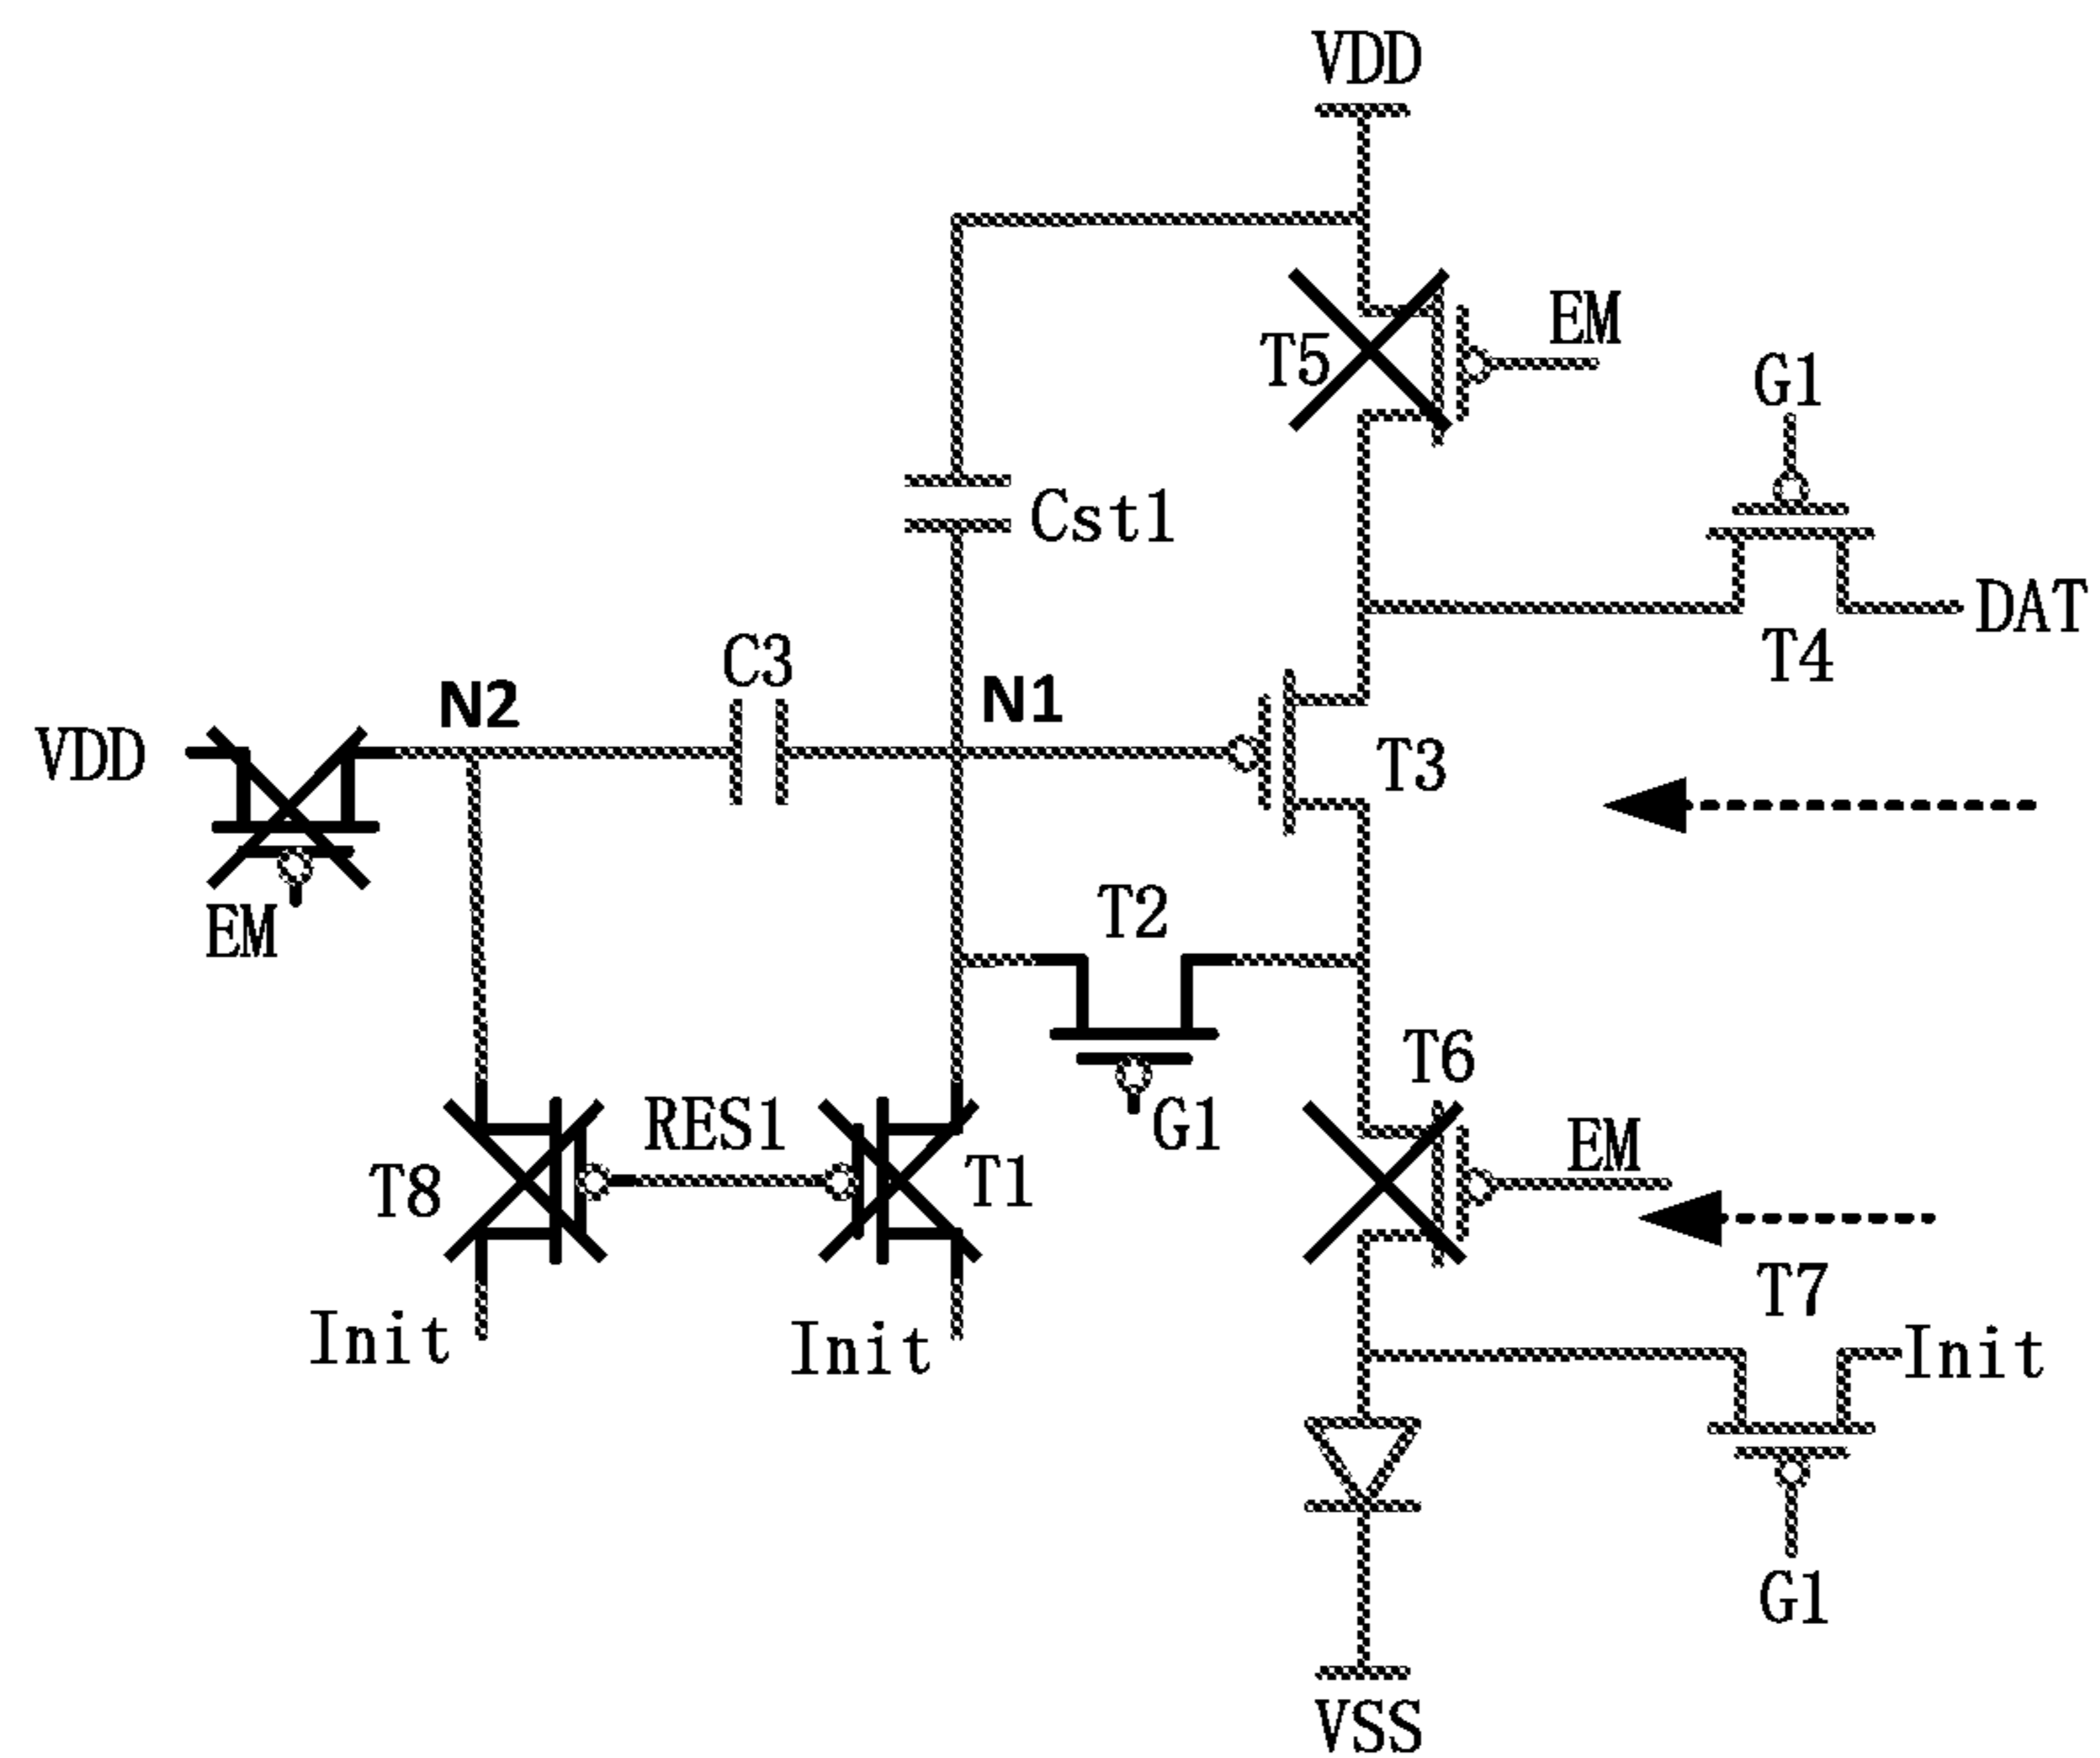 VDD
EM
T5
G1
Cst1
DAT
C3
T4
N2
N1
VDD
T3
T2
EM
T6
RES1
G1
EM
T8
T1
T7
Init
Init
Init
G1
VSS